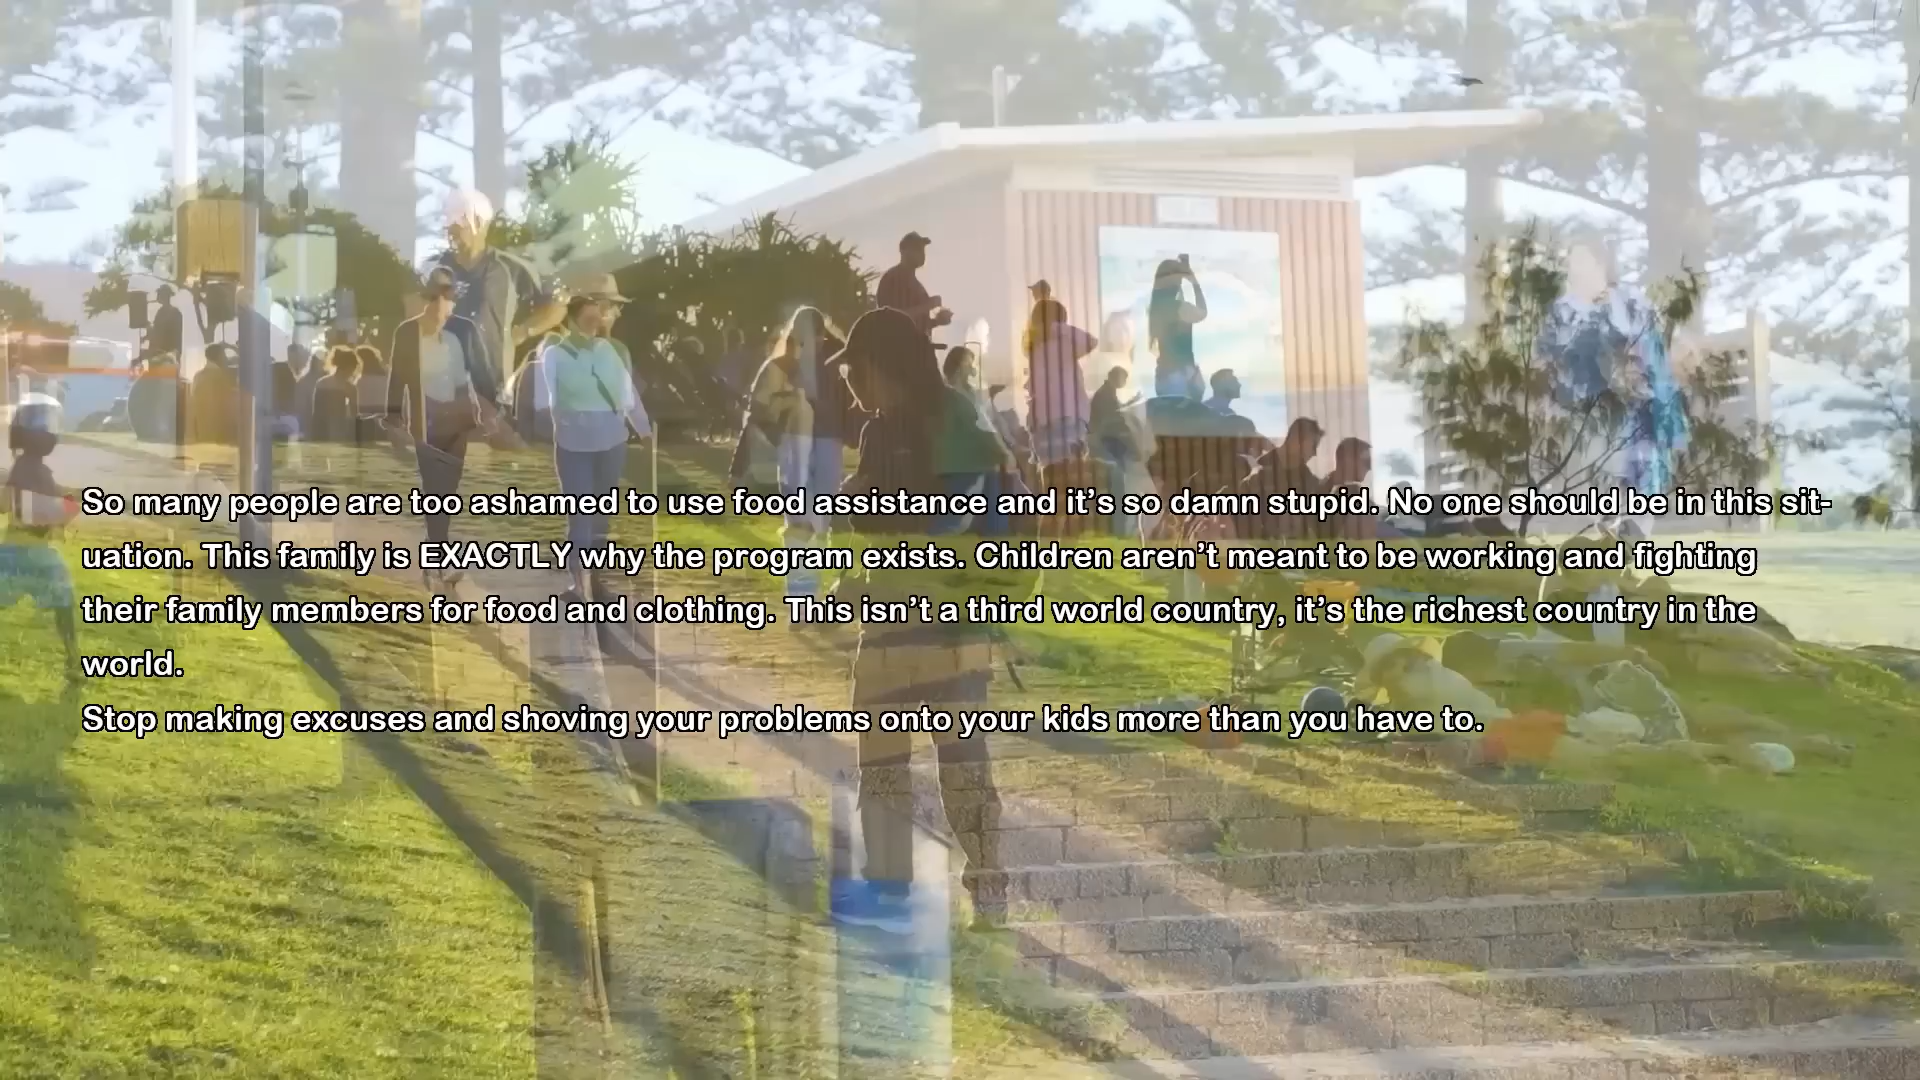 So many people are too ashamed to use food assistance and it’s so damn stupid. No one should be in this sit-
uation. This family is EXACTLY why the program exists. Children aren’t meant to be working and fighting
their family members for food and clothing. This isn’t a third world country, it’s the richest country in the
world.
Stop making excuses and shoving your problems onto your kids more than you have to.